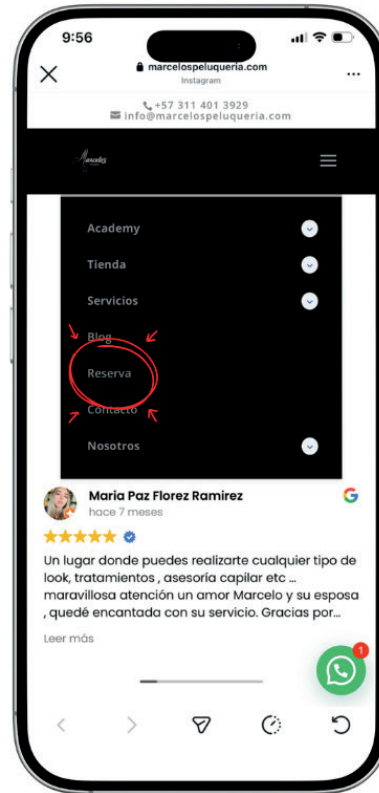 9:56
marcelospeluqueria.com
Instagram
+57 311 401 3929
info@marcelospeluqueria.com
Marcelos
Academy
Tienda
Servicios
Blog
Reserva
Contacto
Nosotros
Maria Paz Florez Ramirez
hace 7 meses
Un lugar donde puedes realizarte cualquier tipo de
look, tratamientos , asesoría capilar etc ...
maravillosa atención un amor Marcelo y su esposa
, quedé encantada con su servicio. Gracias por...
Leer más
1